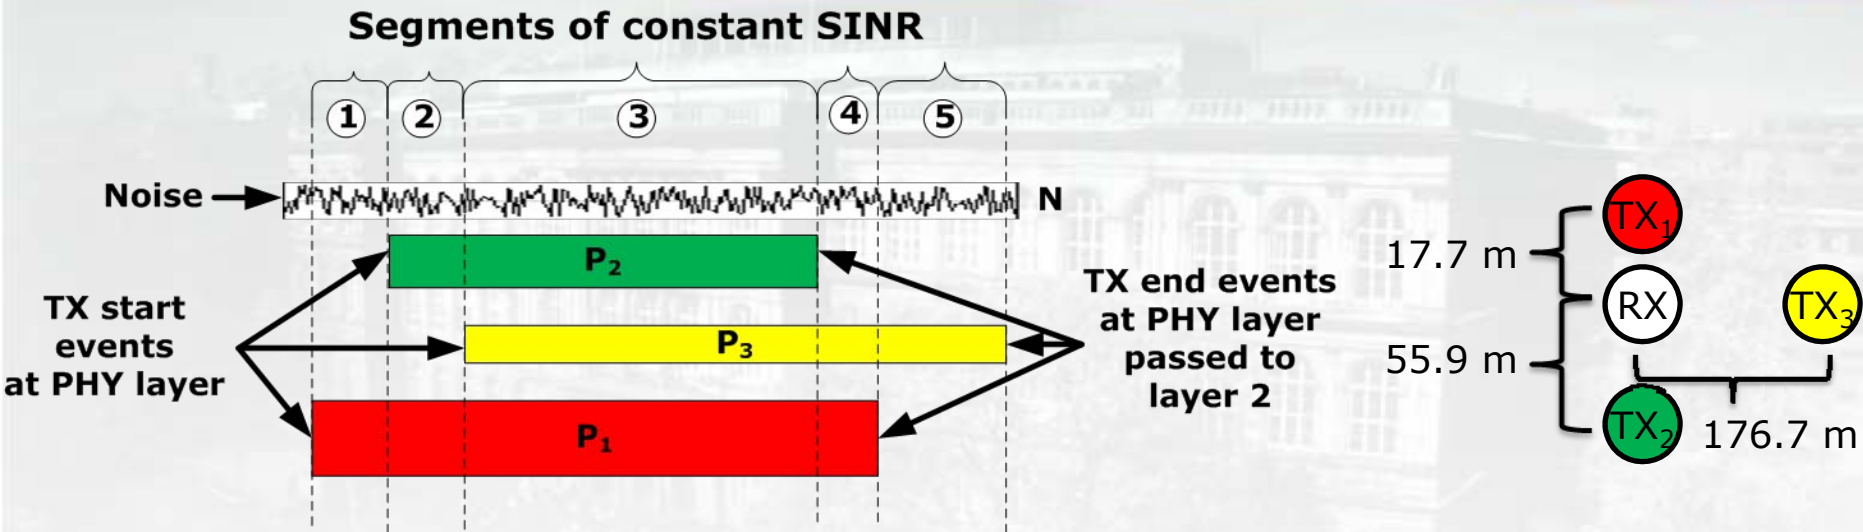 Segments of constant SINR
1 2 3 4 5
Noise N
P₂
TX start
events
at PHY layer
P₃
P₁
TX end events
at PHY layer
passed to
layer 2
TX₁
17.7 m
RX TX₃
55.9 m
TX₂ 176.7 m